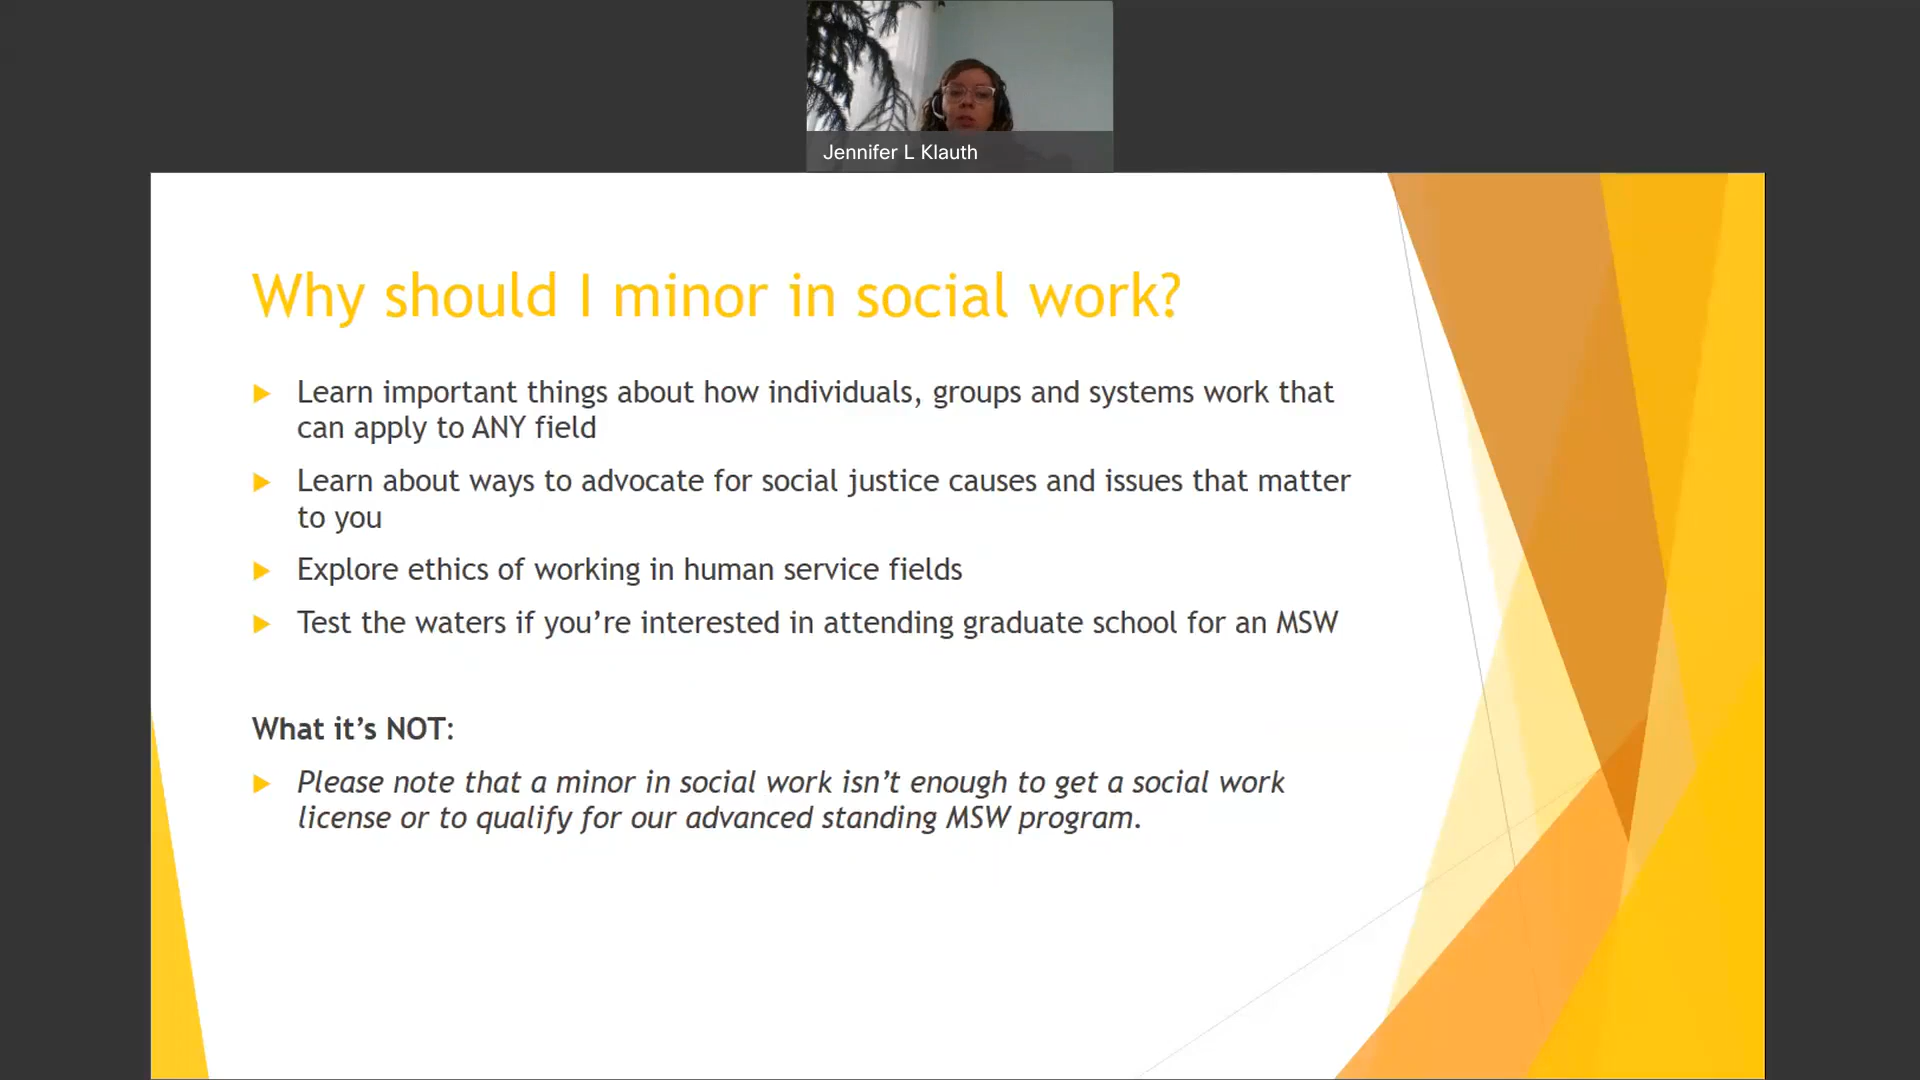 Jennifer L Klauth
Why should I minor in social work?
Learn important things about how individuals, groups and systems work that
can apply to ANY field
Learn about ways to advocate for social justice causes and issues that matter
to you
Explore ethics of working in human service fields
Test the waters if you’re interested in attending graduate school for an MSW
What it’s NOT:
Please note that a minor in social work isn’t enough to get a social work
license or to qualify for our advanced standing MSW program.